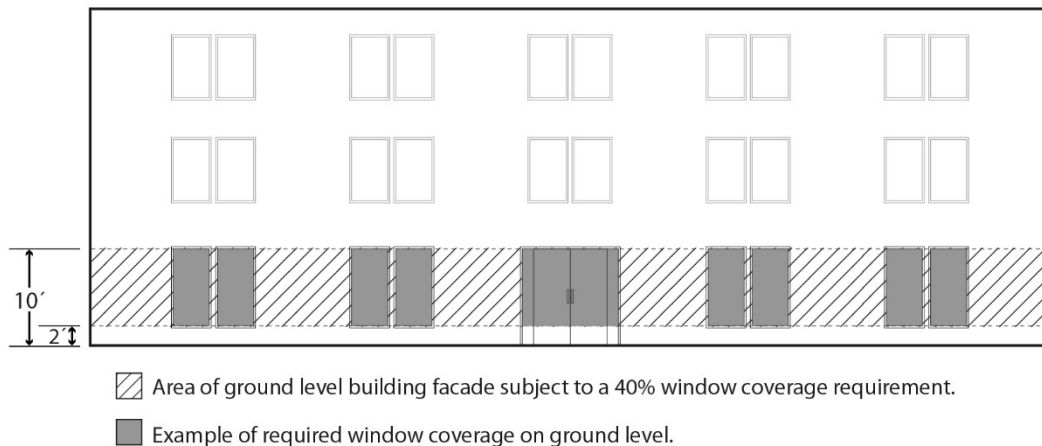 10´
2´
Area of ground level building facade subject to a 40% window coverage requirement.
Example of required window coverage on ground level.